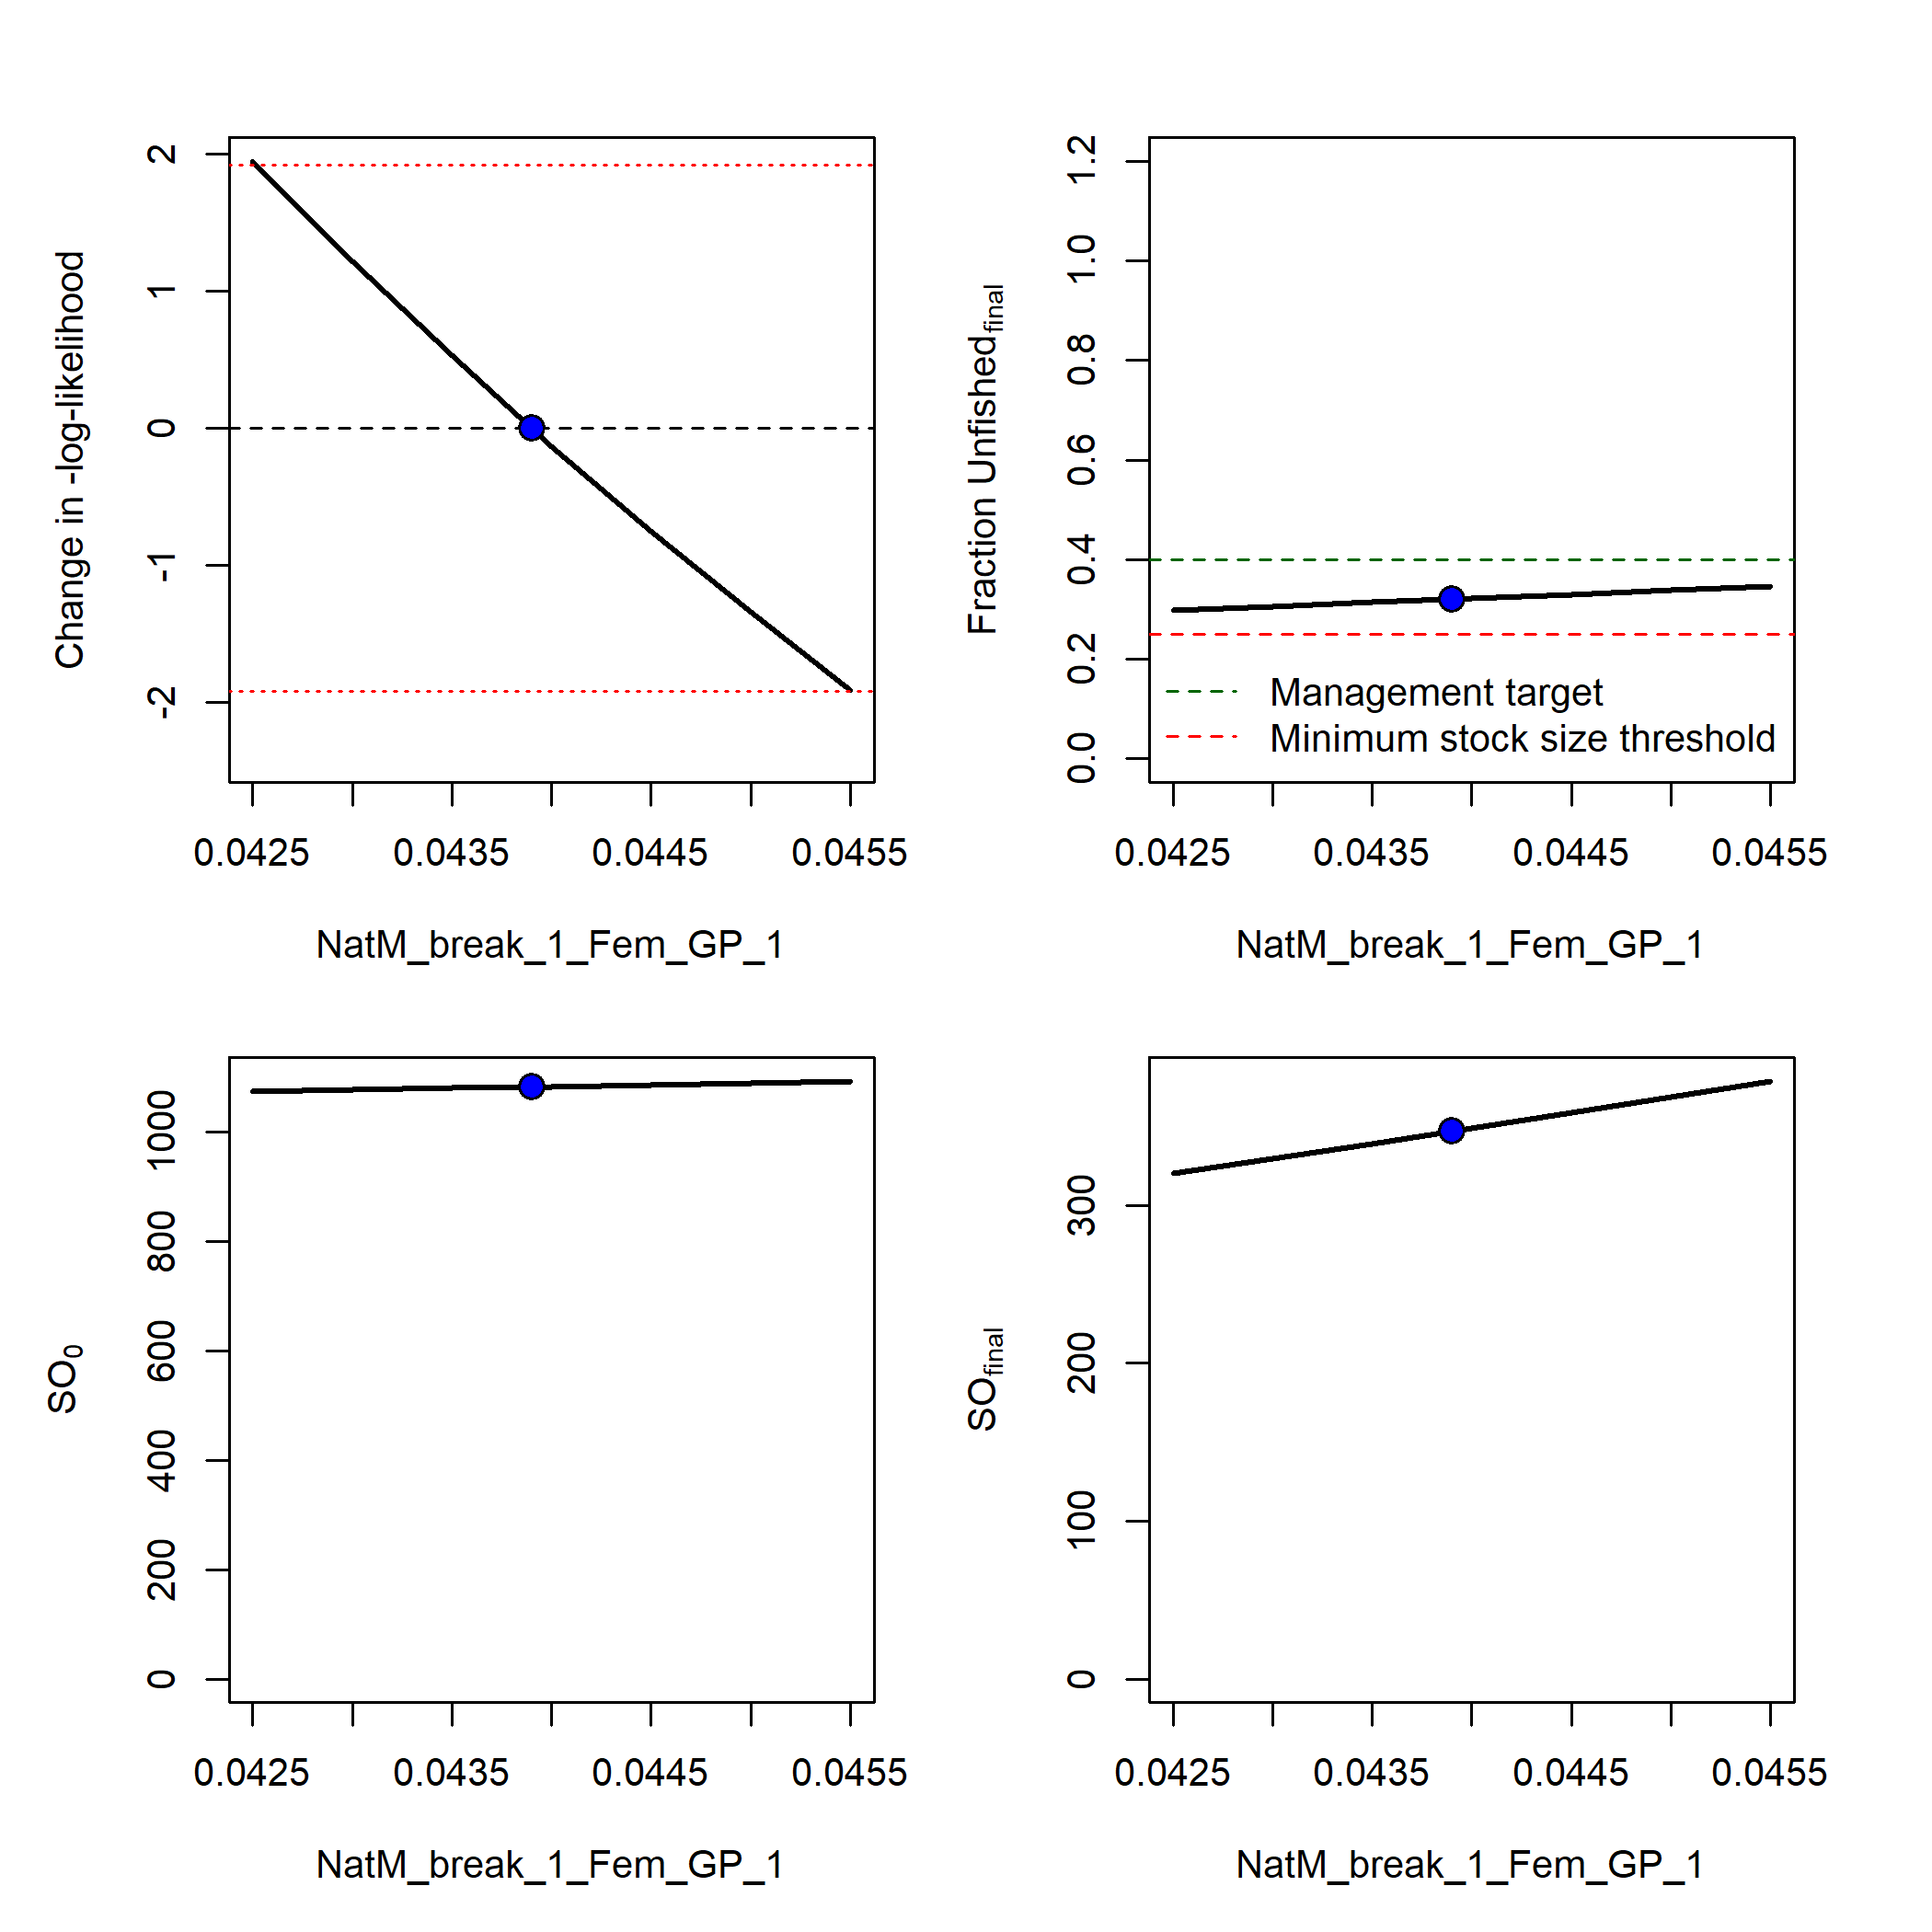 Change in -log-likelihood
2
1
0
-1
-2
0.0425 0.0435 0.0445 0.0455
NatM_break_1_Fem_GP_1
Fraction Unfished final
1.2
1.0
0.8
0.6
0.4
0.2
0.0
Management target
Minimum stock size threshold
0.0425 0.0435 0.0445 0.0455
NatM_break_1_Fem_GP_1
SO0
1000
800
600
400
200
0
0.0425 0.0435 0.0445 0.0455
NatM_break_1_Fem_GP_1
SOfinal
300
200
100
0
0.0425 0.0435 0.0445 0.0455
NatM_break_1_Fem_GP_1